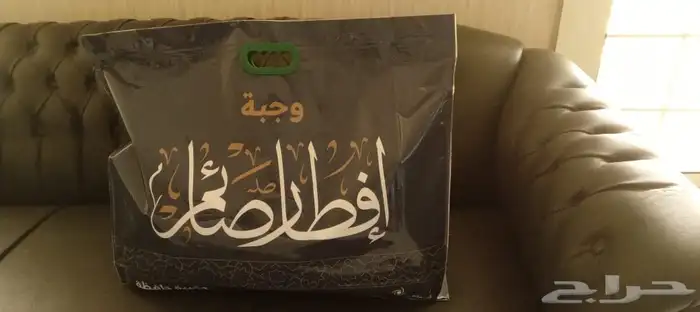 وجبة
إفطار صائم
حراج